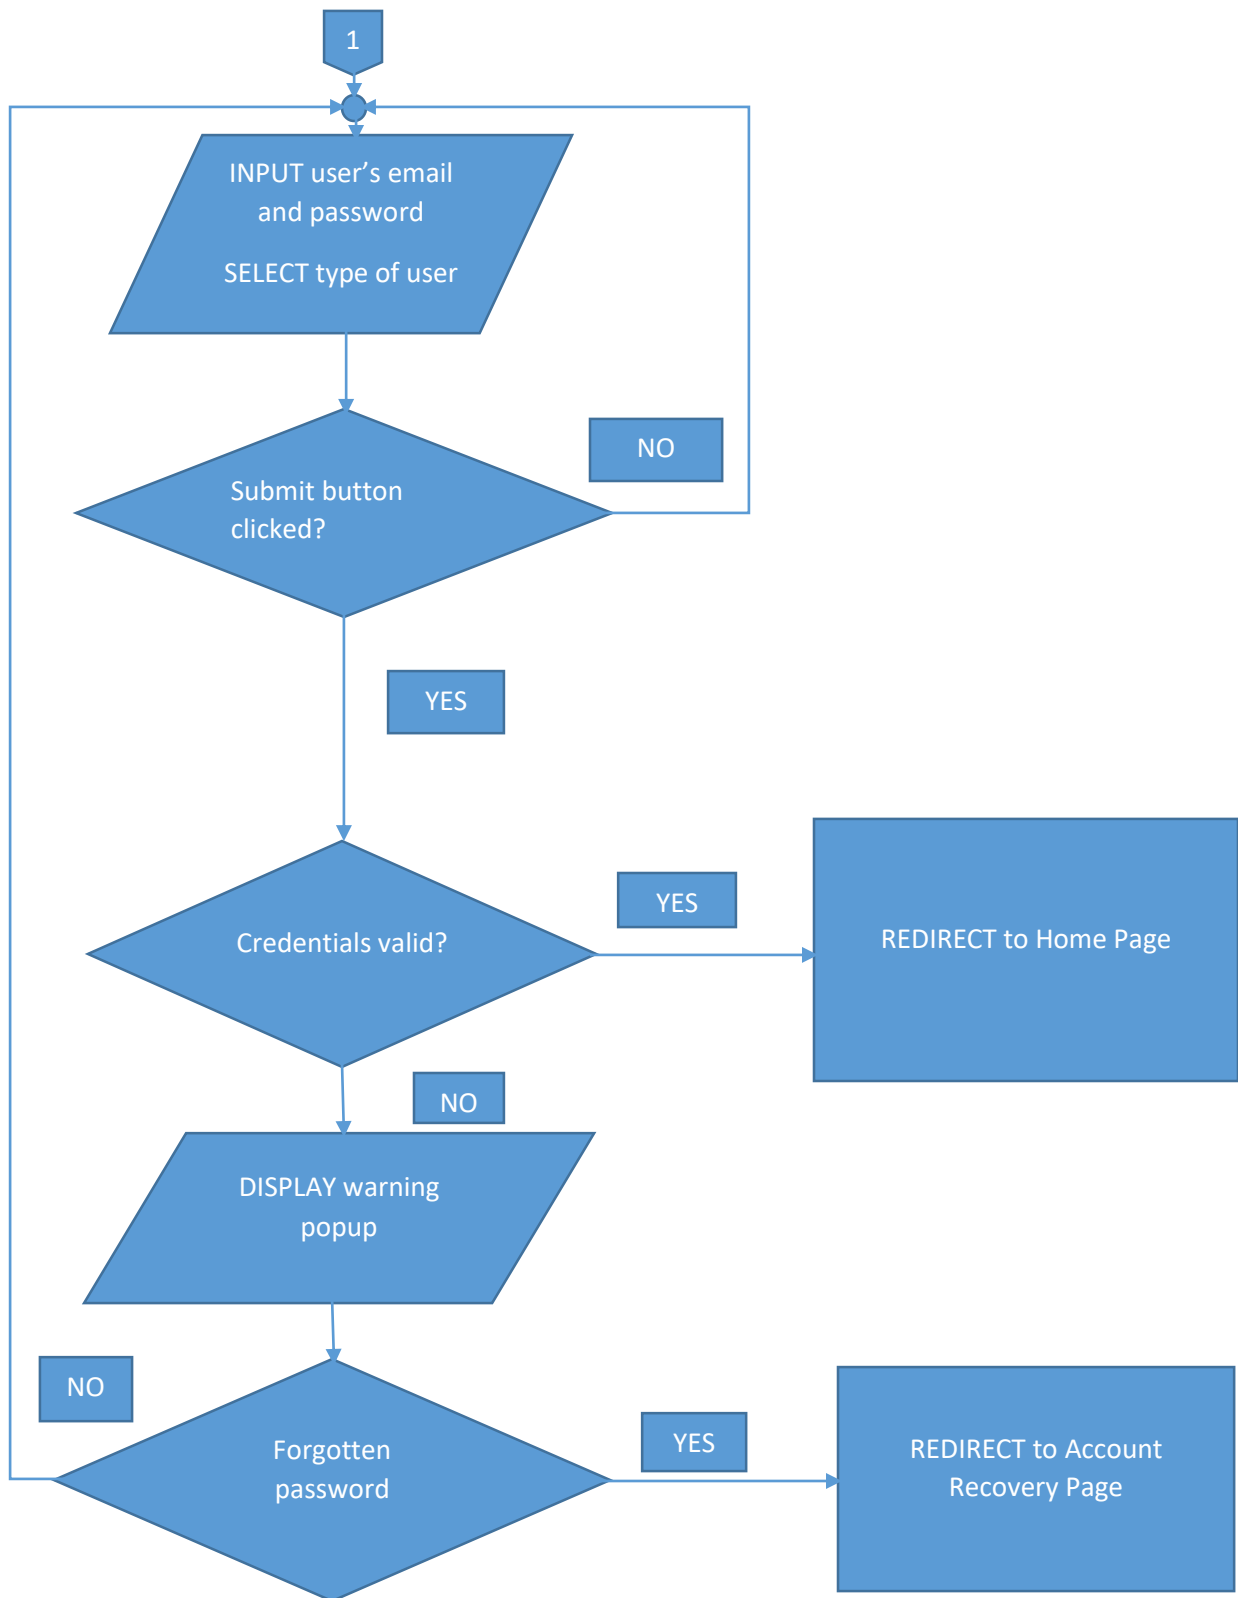 1
INPUT user’s email
and password
SELECT type of user
NO
Submit button
clicked?
YES
YES
Credentials valid?
REDIRECT to Home Page
NO
DISPLAY warning
popup
NO
YES
Forgotten
password
REDIRECT to Account
Recovery Page